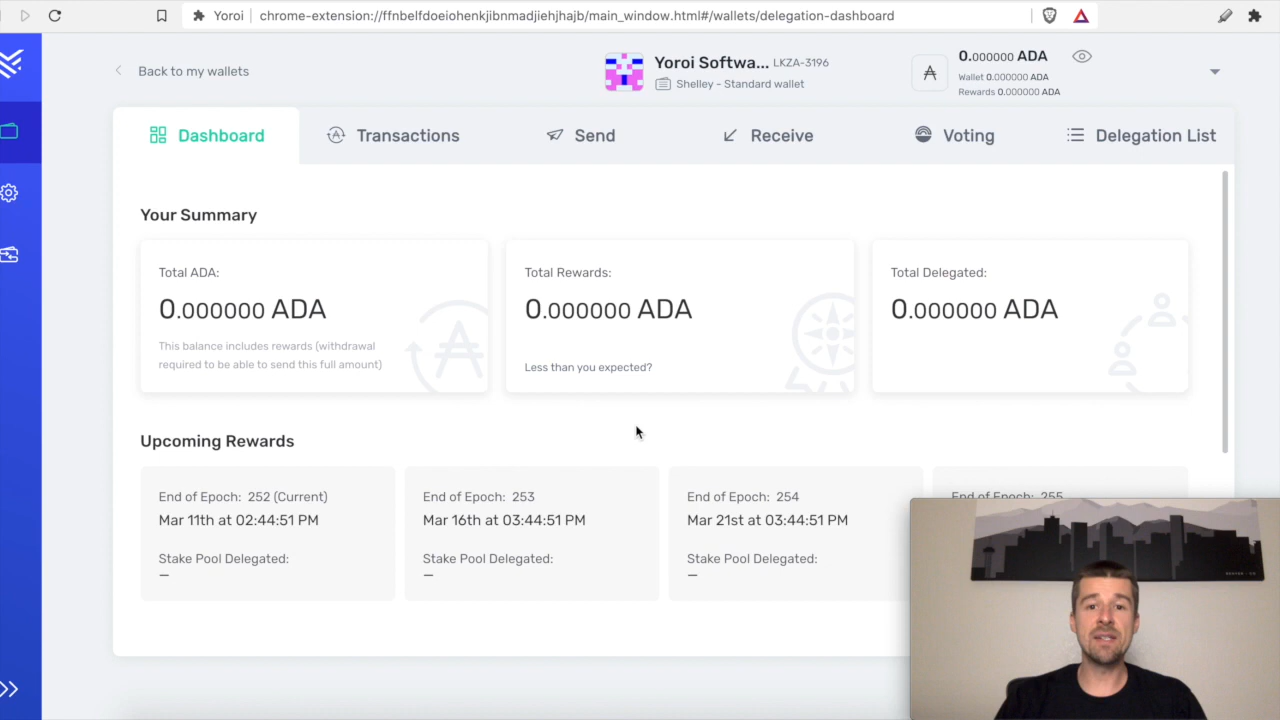 Yoroi
chrome-extension://ffnbelfdoeiohenkjibnmadjiehjhajb/main_window.html#/wallets/delegation-dashboard
Back to my wallets
Yoroi Softwa... LKZA-3196
Shelley - Standard wallet
0.000000 ADA
Wallet 0.000000 ADA
Rewards 0.000000 ADA
Dashboard
Transactions
Send
Receive
Voting
Delegation List
Your Summary
Total ADA:
0.000000 ADA
This balance includes rewards (withdrawal
required to be able to send this full amount)
Total Rewards:
0.000000 ADA
Less than you expected?
Total Delegated:
0.000000 ADA
Upcoming Rewards
End of Epoch: 252 (Current)
Mar 11th at 02:44:51 PM
Stake Pool Delegated:
—
End of Epoch: 253
Mar 16th at 03:44:51 PM
Stake Pool Delegated:
—
End of Epoch: 254
Mar 21st at 03:44:51 PM
Stake Pool Delegated:
—
End of Epoch: 255